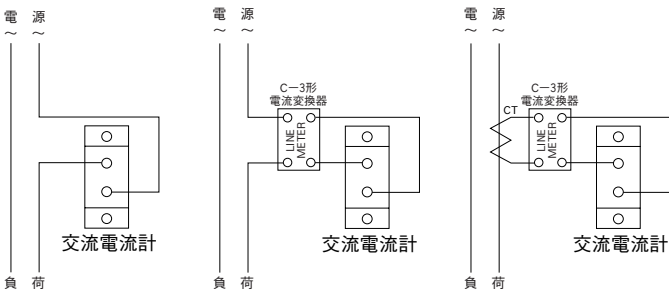 電 源
～ ～
交流電流計
負 荷
電 源
～ ～
C－3形
電流変換器
LINE
METER
交流電流計
負 荷
電 源
～ ～
C－3形
電流変換器
CT
LINE
METER
交流電流計
負 荷